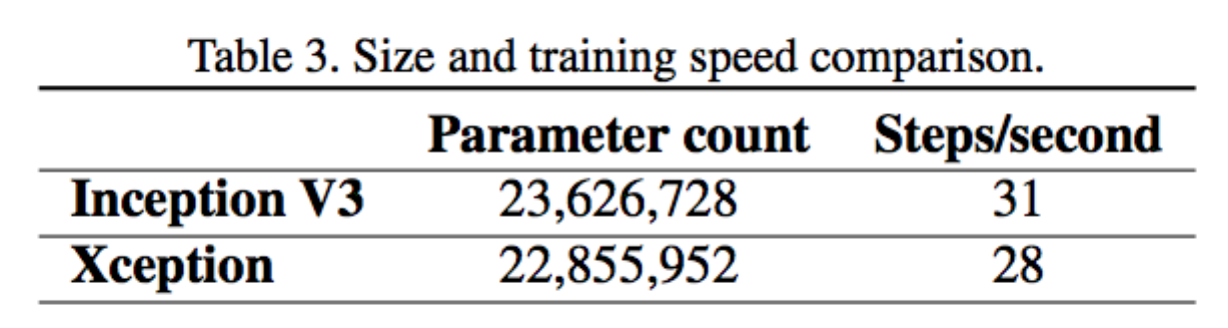 Table 3. Size and training speed comparison.
Parameter count Steps/second
Inception V3 23,626,728 31
Xception 22,855,952 28